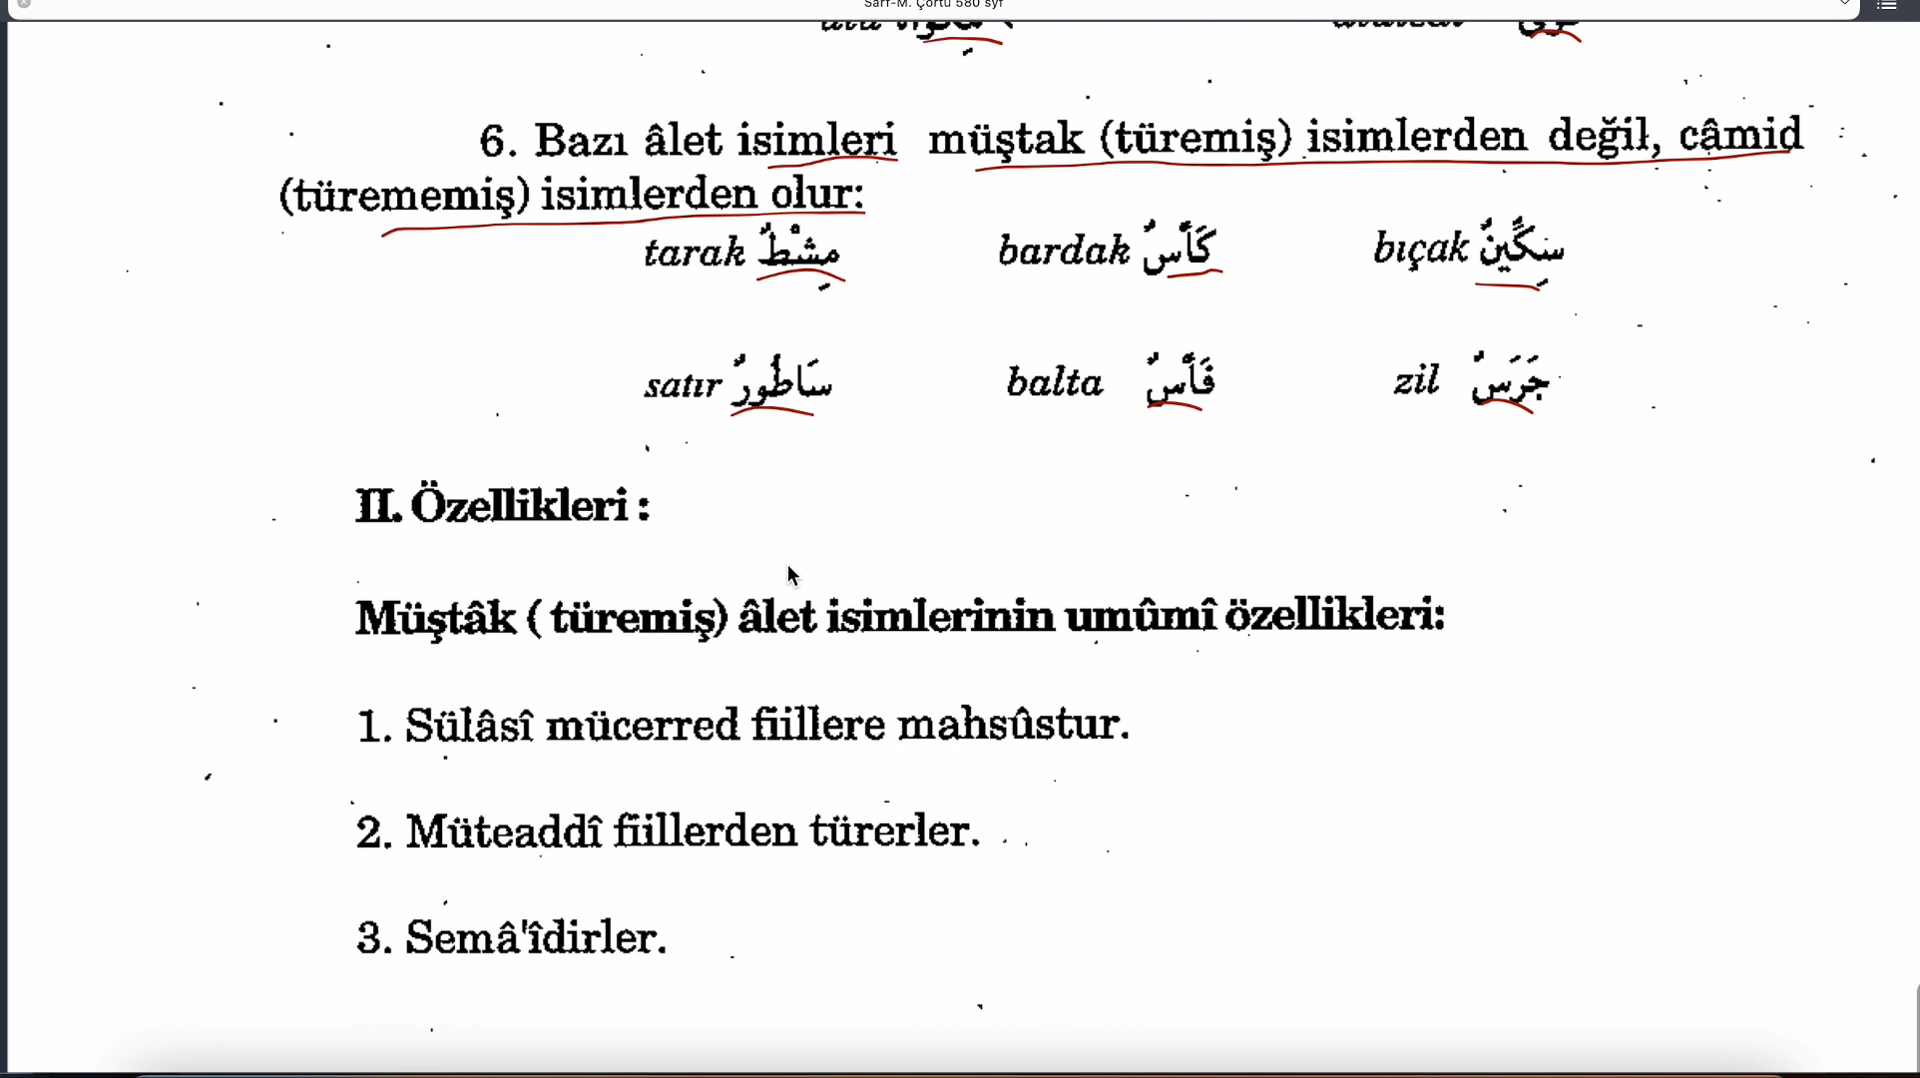 Sarf-M. Çörtü 580 syf
6. Bazı âlet isimleri müştak (türemiş) isimlerden değil, câmid
(türememiş) isimlerden olur:
tarak مِشْطٌ bardak كَأْسٌ bıçak سِكِّينٌ
satır سَاطُورٌ balta فَأْسٌ zil جَرَسٌ
II. Özellikleri :
Müştâk ( türemiş) âlet isimlerinin umûmî özellikleri:
1. Sülâsî mücerred fiillere mahsûstur.
2. Müteaddî fiillerden türerler.
3. Semâ'îdirler.